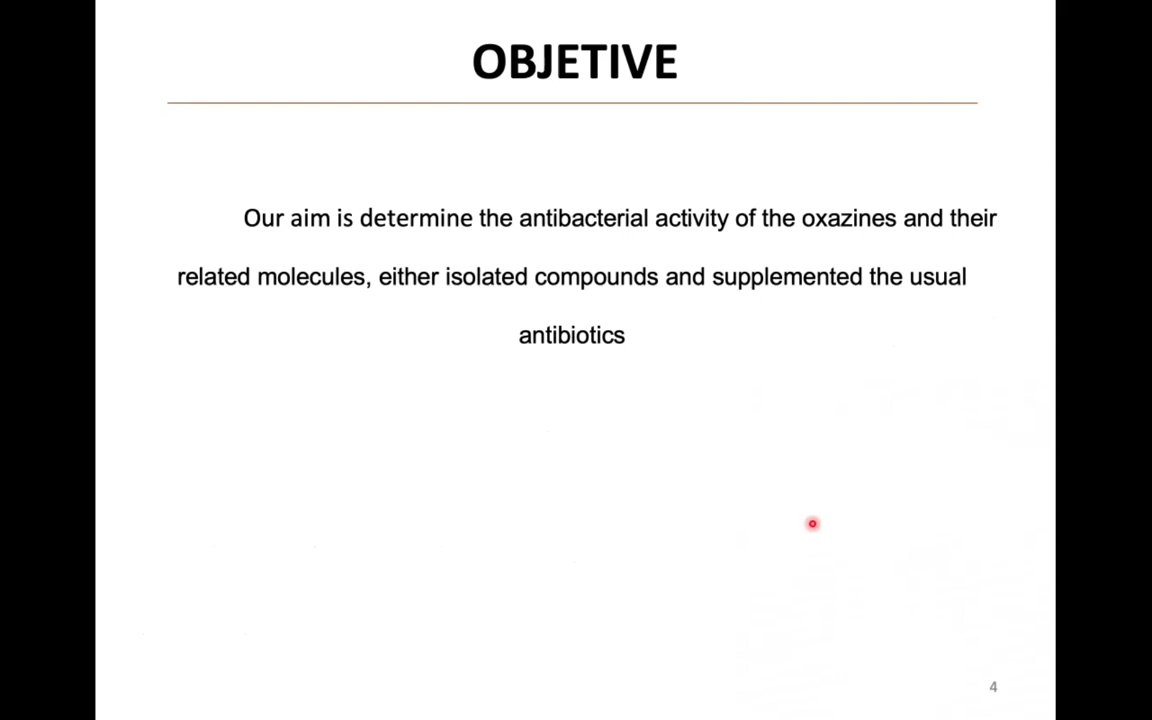 OBJETIVE
Our aim is determine the antibacterial activity of the oxazines and their
related molecules, either isolated compounds and supplemented the usual
antibiotics
4